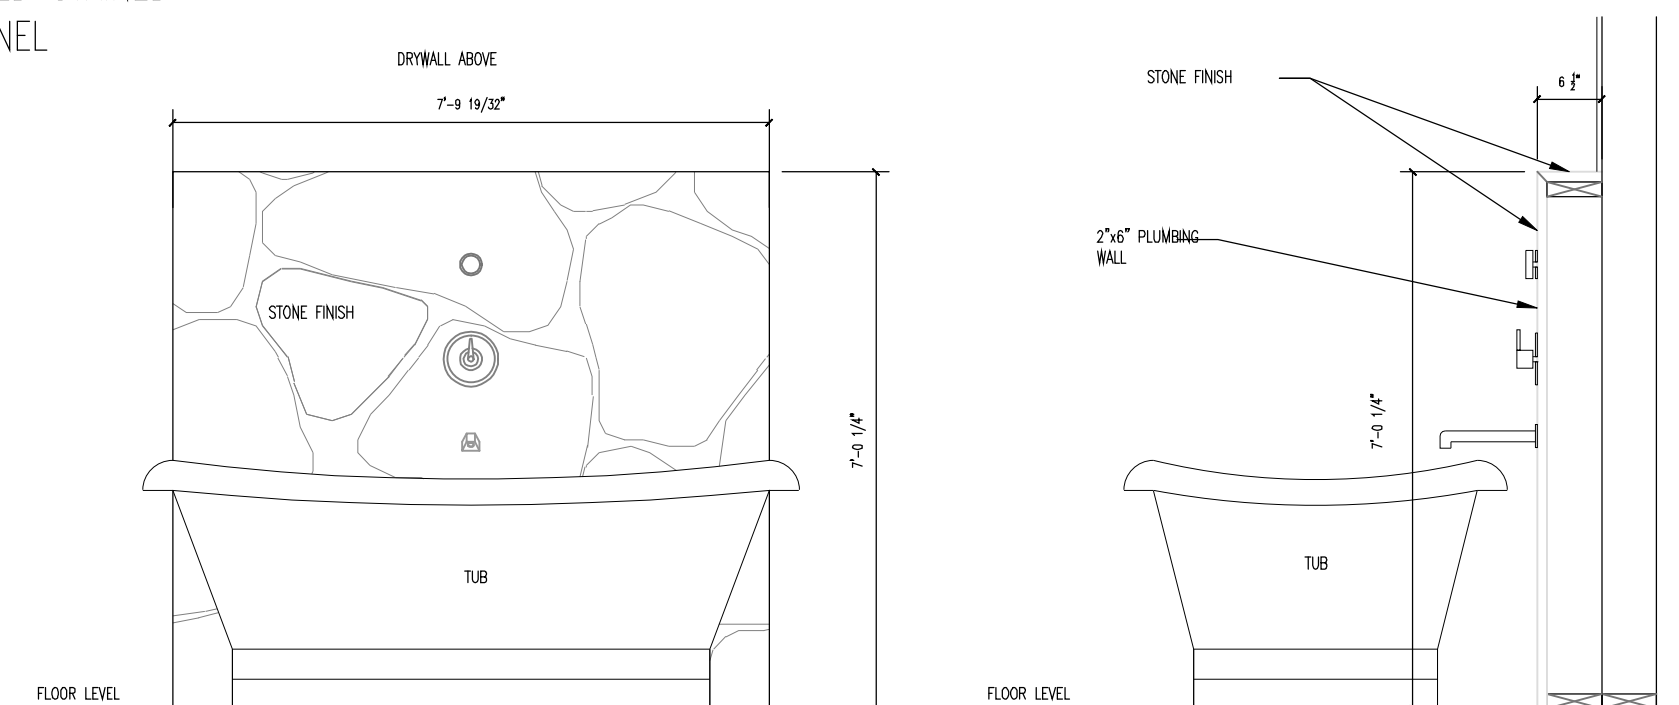 NEL
DRYWALL ABOVE
7'-9 19/32"
STONE FINISH
7'-0 1/4"
TUB
FLOOR LEVEL
STONE FINISH
6 1/2"
2"x6" PLUMBING
WALL
7'-0 1/4"
TUB
FLOOR LEVEL